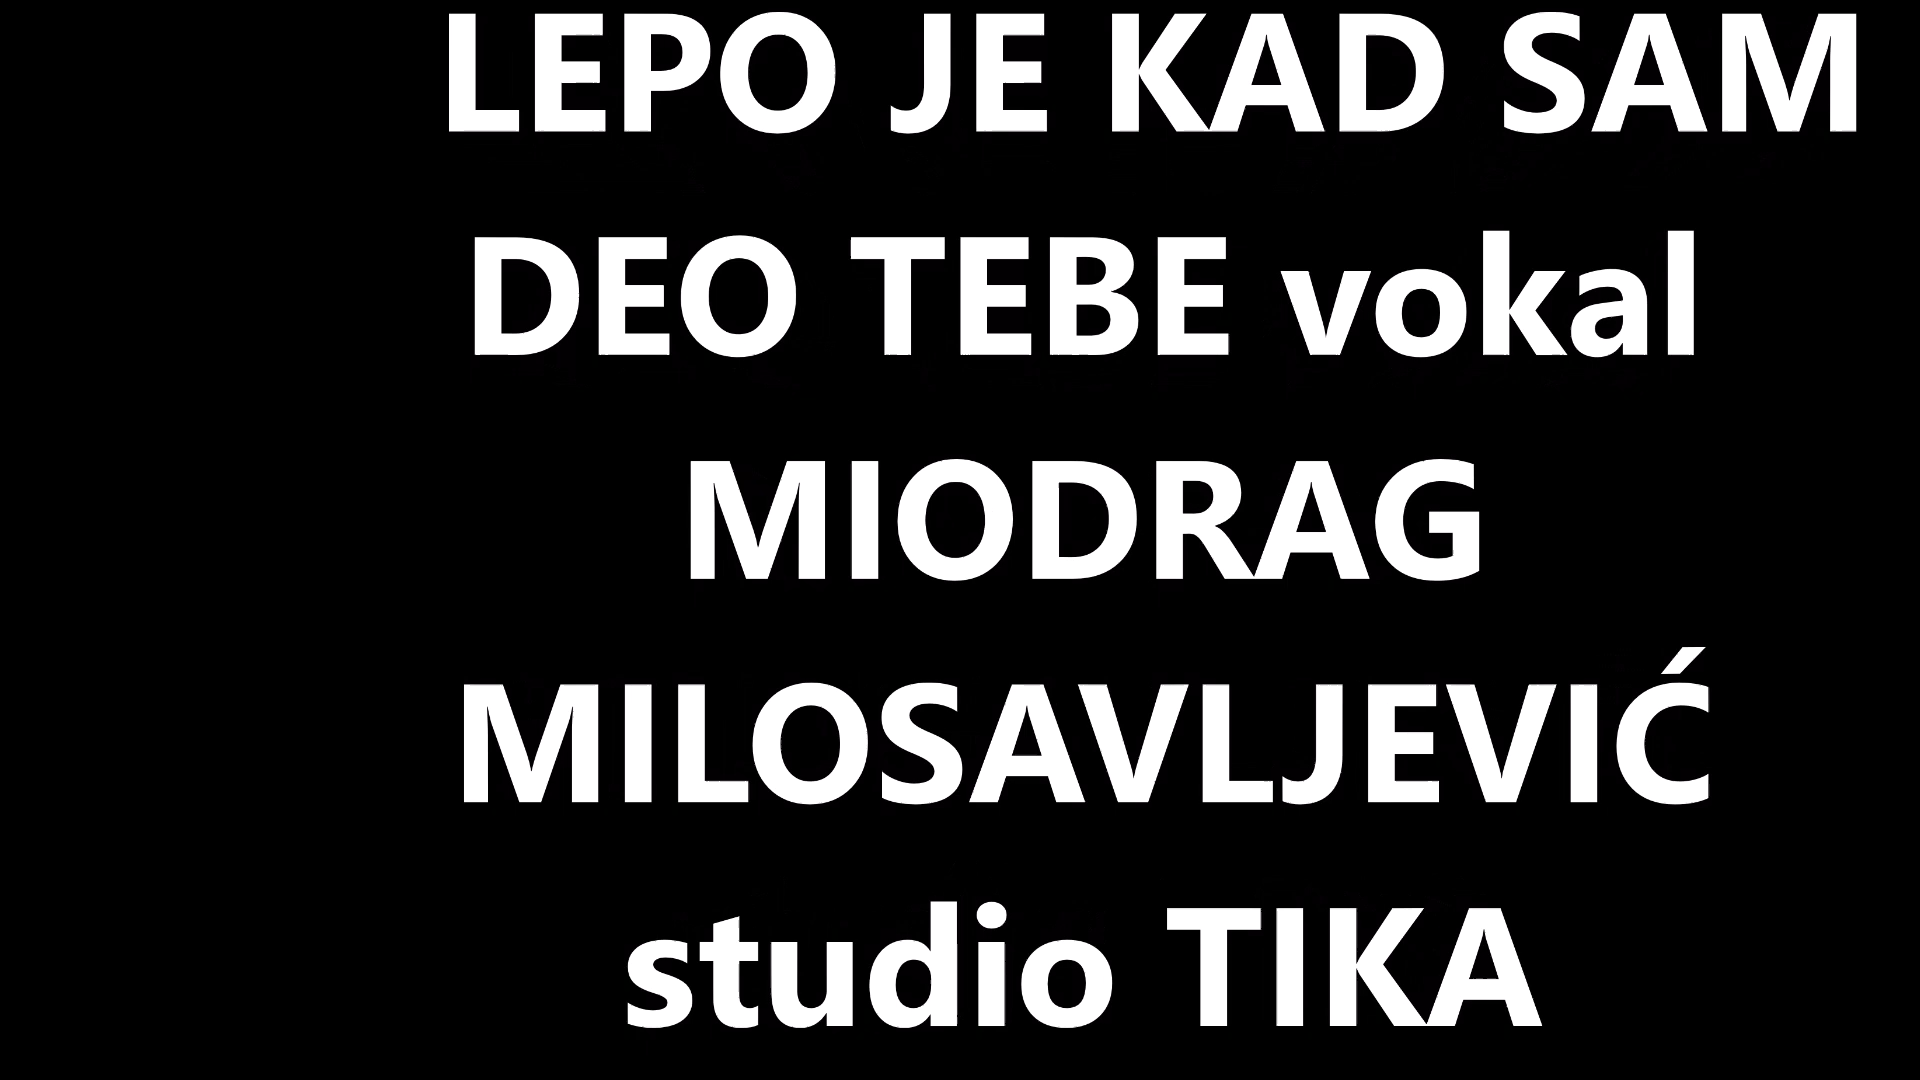 LEPO JE KAD SAM
DEO TEBE vokal
MIODRAG
MILOSAVLJEVIĆ
studio TIKA